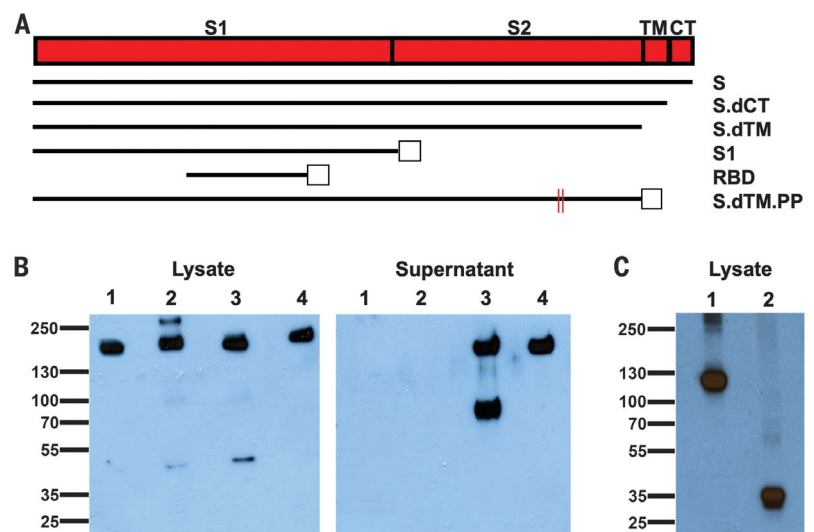 A
S1 S2 TM CT
S
S.dCT
S.dTM
S1
RBD
S.dTM.PP
B Lysate Supernatant C Lysate
1 2 3 4 1 2 3 4 1 2
250 250
130 130
100 100
70 70
55 55
35 35
25 25